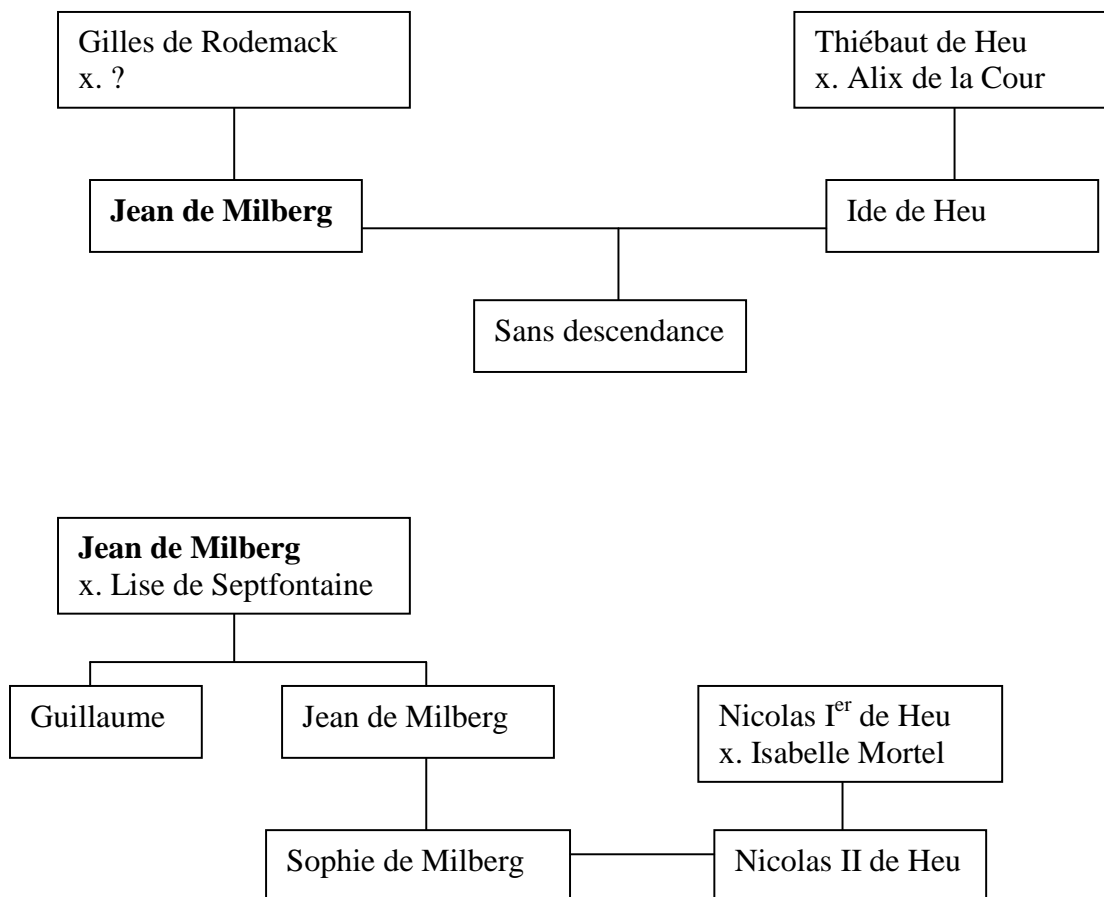 Gilles de Rodemack
x. ?
Thiébaut de Heu
x. Alix de la Cour
Jean de Milberg
Ide de Heu
Sans descendance
Jean de Milberg
x. Lise de Septfontaine
Guillaume
Jean de Milberg
Nicolas Ier de Heu
x. Isabelle Mortel
Sophie de Milberg
Nicolas II de Heu